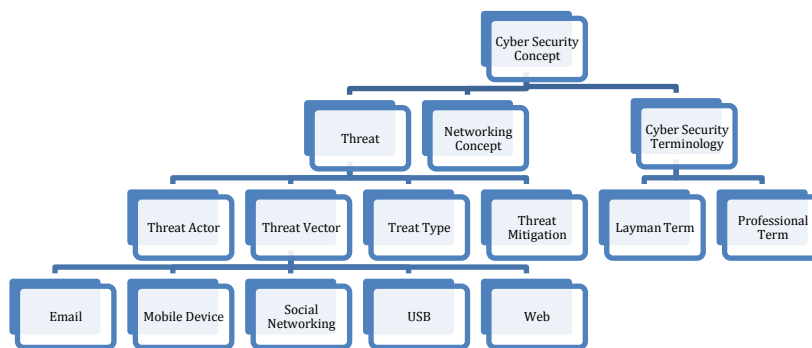 Cyber Security
Concept
Threat
Networking
Concept
Cyber Security
Terminology
Threat Actor
Threat Vector
Treat Type
Threat
Mitigation
Layman Term
Professional
Term
Email
Mobile Device
Social
Networking
USB
Web